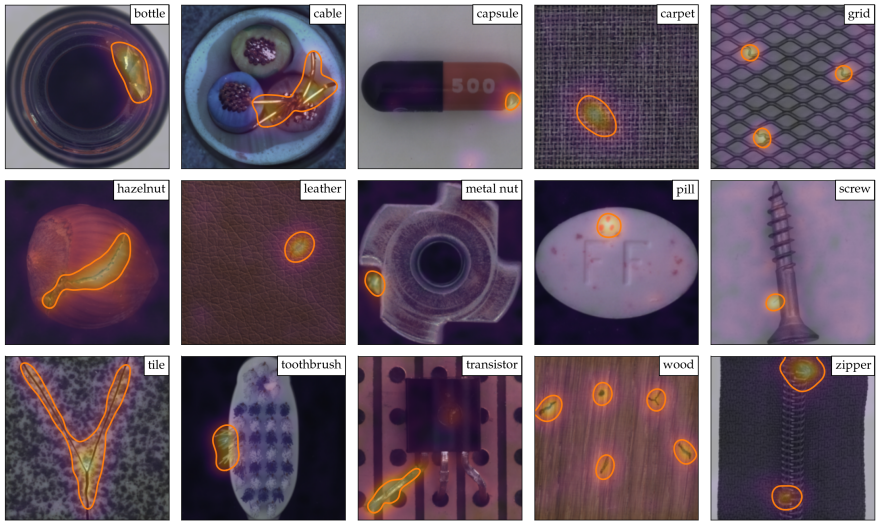 bottle
cable
capsule
carpet
grid
500
hazelnut
leather
metal nut
pill
screw
FF
tile
toothbrush
transistor
wood
zipper